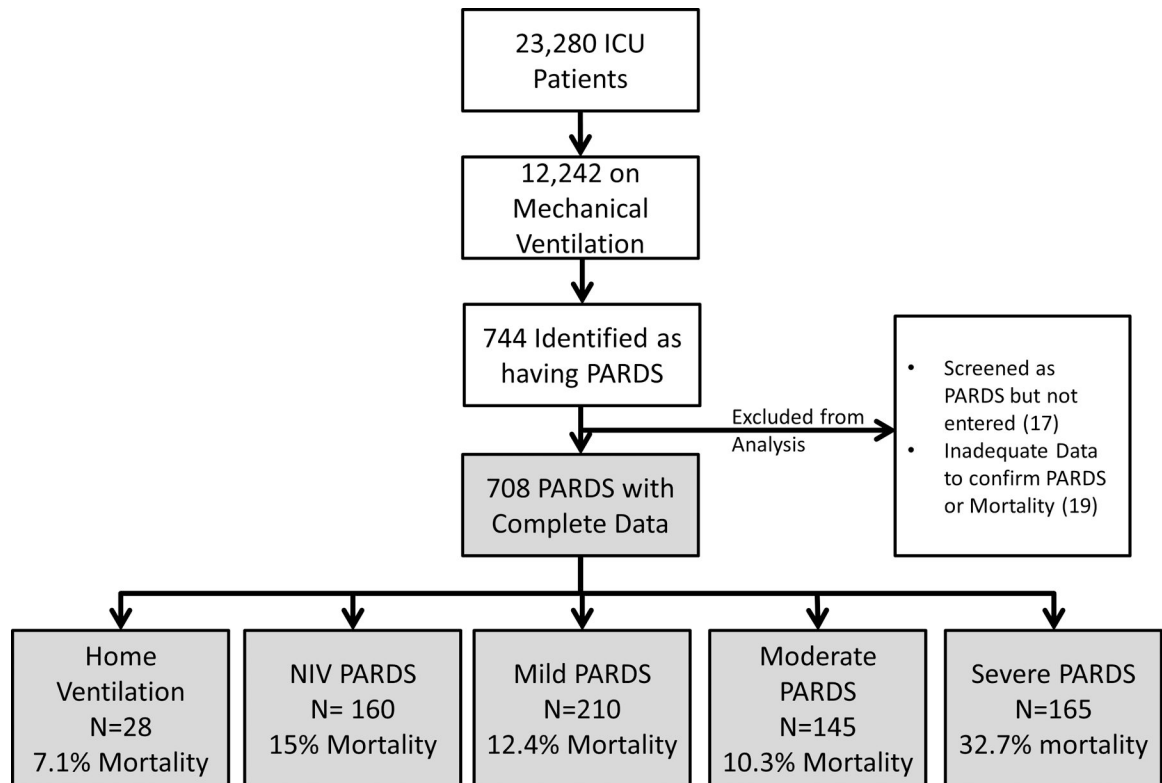 23,280 ICU
Patients
12,242 on
Mechanical
Ventilation
744 Identified as
having PARDS
Excluded from
Analysis
• Screened as
PARDS but not
entered (17)
• Inadequate Data
to confirm PARDS
or Mortality (19)
708 PARDS with
Complete Data
Home
Ventilation
N=28
7.1% Mortality
NIV PARDS
N= 160
15% Mortality
Mild PARDS
N=210
12.4% Mortality
Moderate
PARDS
N=145
10.3% Mortality
Severe PARDS
N=165
32.7% mortality